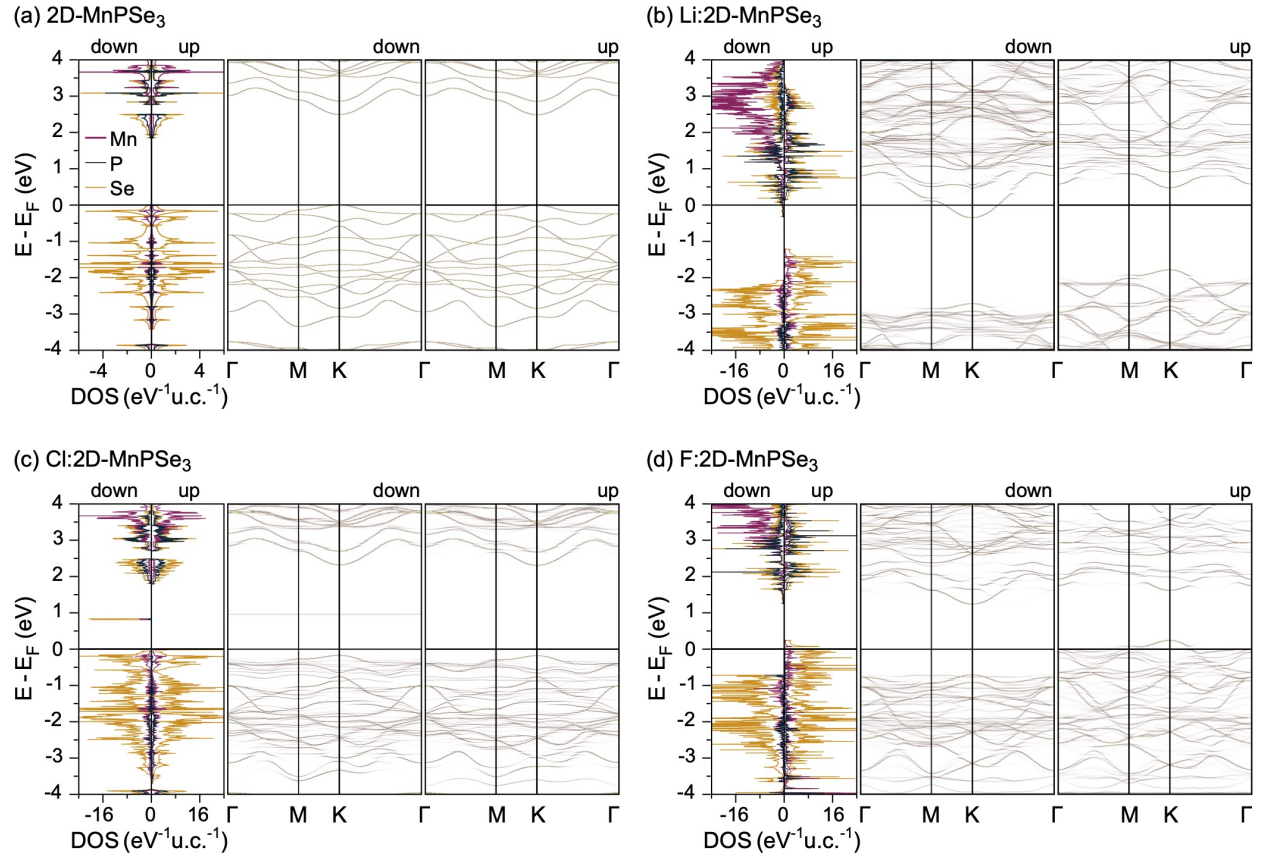 (a) 2D-MnPSe3
down up down up
4
3
2
1
0
-1
-2
-3
-4
E - EF (eV)
Mn
P
Se
-4 0 4 Γ M K Γ M K Γ
DOS (eV-1u.c.-1)
(b) Li:2D-MnPSe3
down up down up
4
3
2
1
0
-1
-2
-3
-4
E - EF (eV)
-16 0 Γ M K Γ M K Γ
DOS (eV-1u.c.-1)
(c) Cl:2D-MnPSe3
down up down up
4
3
2
1
0
-1
-2
-3
-4
E - EF (eV)
-16 0 16 Γ M K Γ M K Γ
DOS (eV-1u.c.-1)
(d) F:2D-MnPSe3
down up down up
4
3
2
1
0
-1
-2
-3
-4
E - EF (eV)
-16 0 16 Γ M K Γ M K Γ
DOS (eV-1u.c.-1)